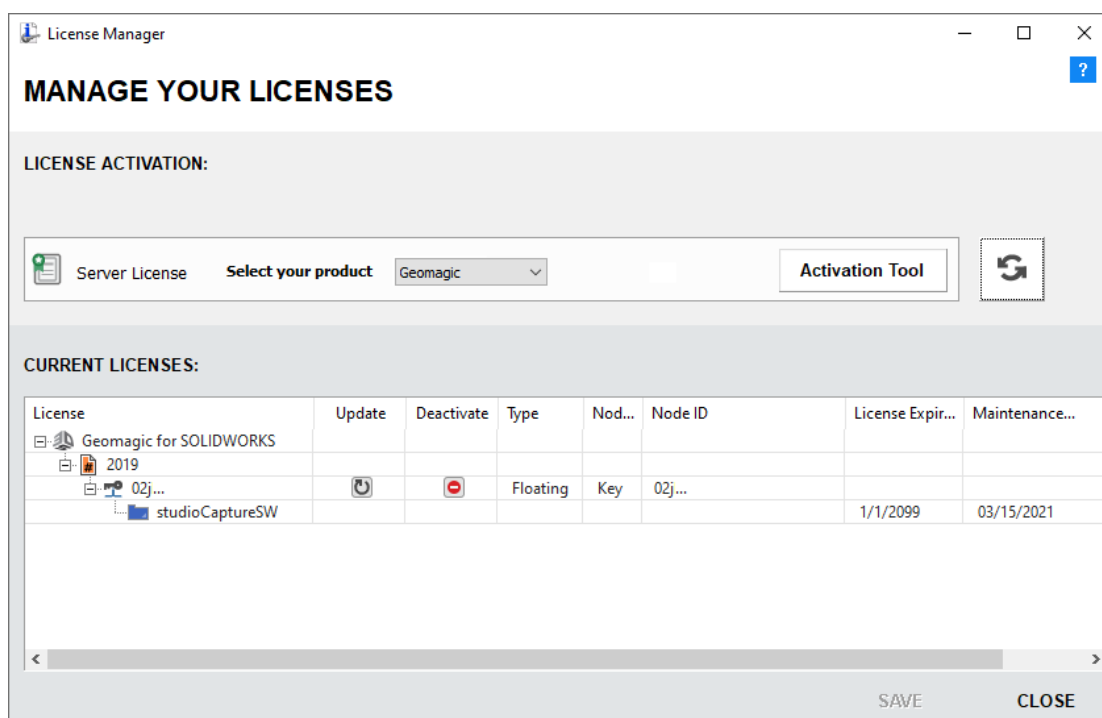 License Manager
?
MANAGE YOUR LICENSES
LICENSE ACTIVATION:
Server License Select your product Geomagic Activation Tool
CURRENT LICENSES:
License Update Deactivate Type Nod... Node ID License Expir... Maintenance...
Geomagic for SOLIDWORKS
# 2019
02j... Floating Key 02j...
studioCaptureSW 1/1/2099 03/15/2021
SAVE CLOSE